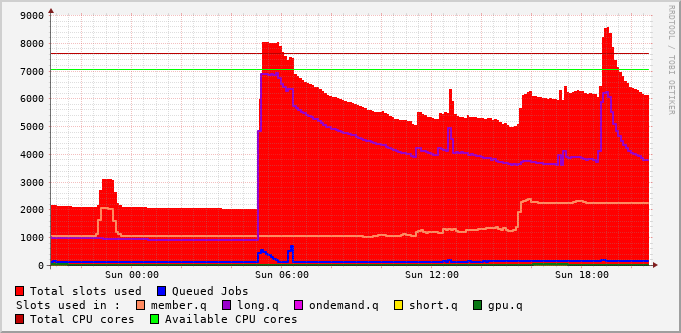 9000
8000
7000
6000
5000
4000
3000
2000
1000
0
Sun 00:00 Sun 06:00 Sun 12:00 Sun 18:00
RRDTOOL / TOBI OETIKER
Total slots used Queued Jobs
Slots used in : member.q long.q ondemand.q short.q gpu.q
Total CPU cores Available CPU cores